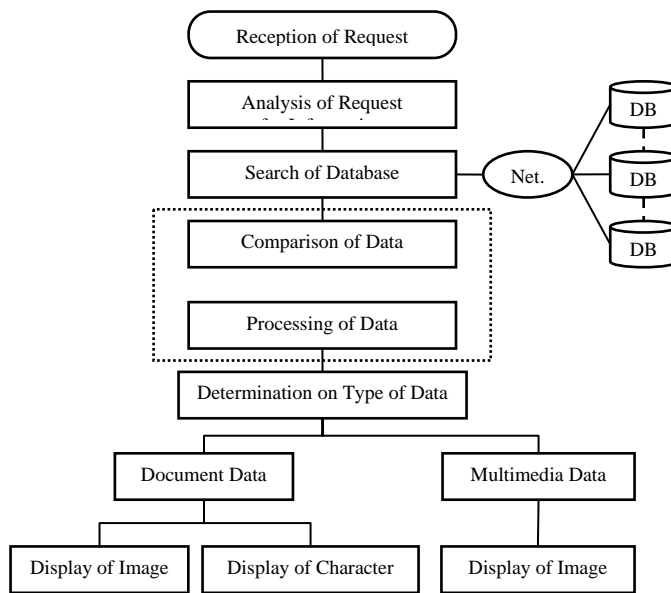 Reception of Request
Analysis of Request
DB
Search of Database
Net.
DB
Comparison of Data
DB
Processing of Data
Determination on Type of Data
Document Data
Multimedia Data
Display of Image
Display of Character
Display of Image